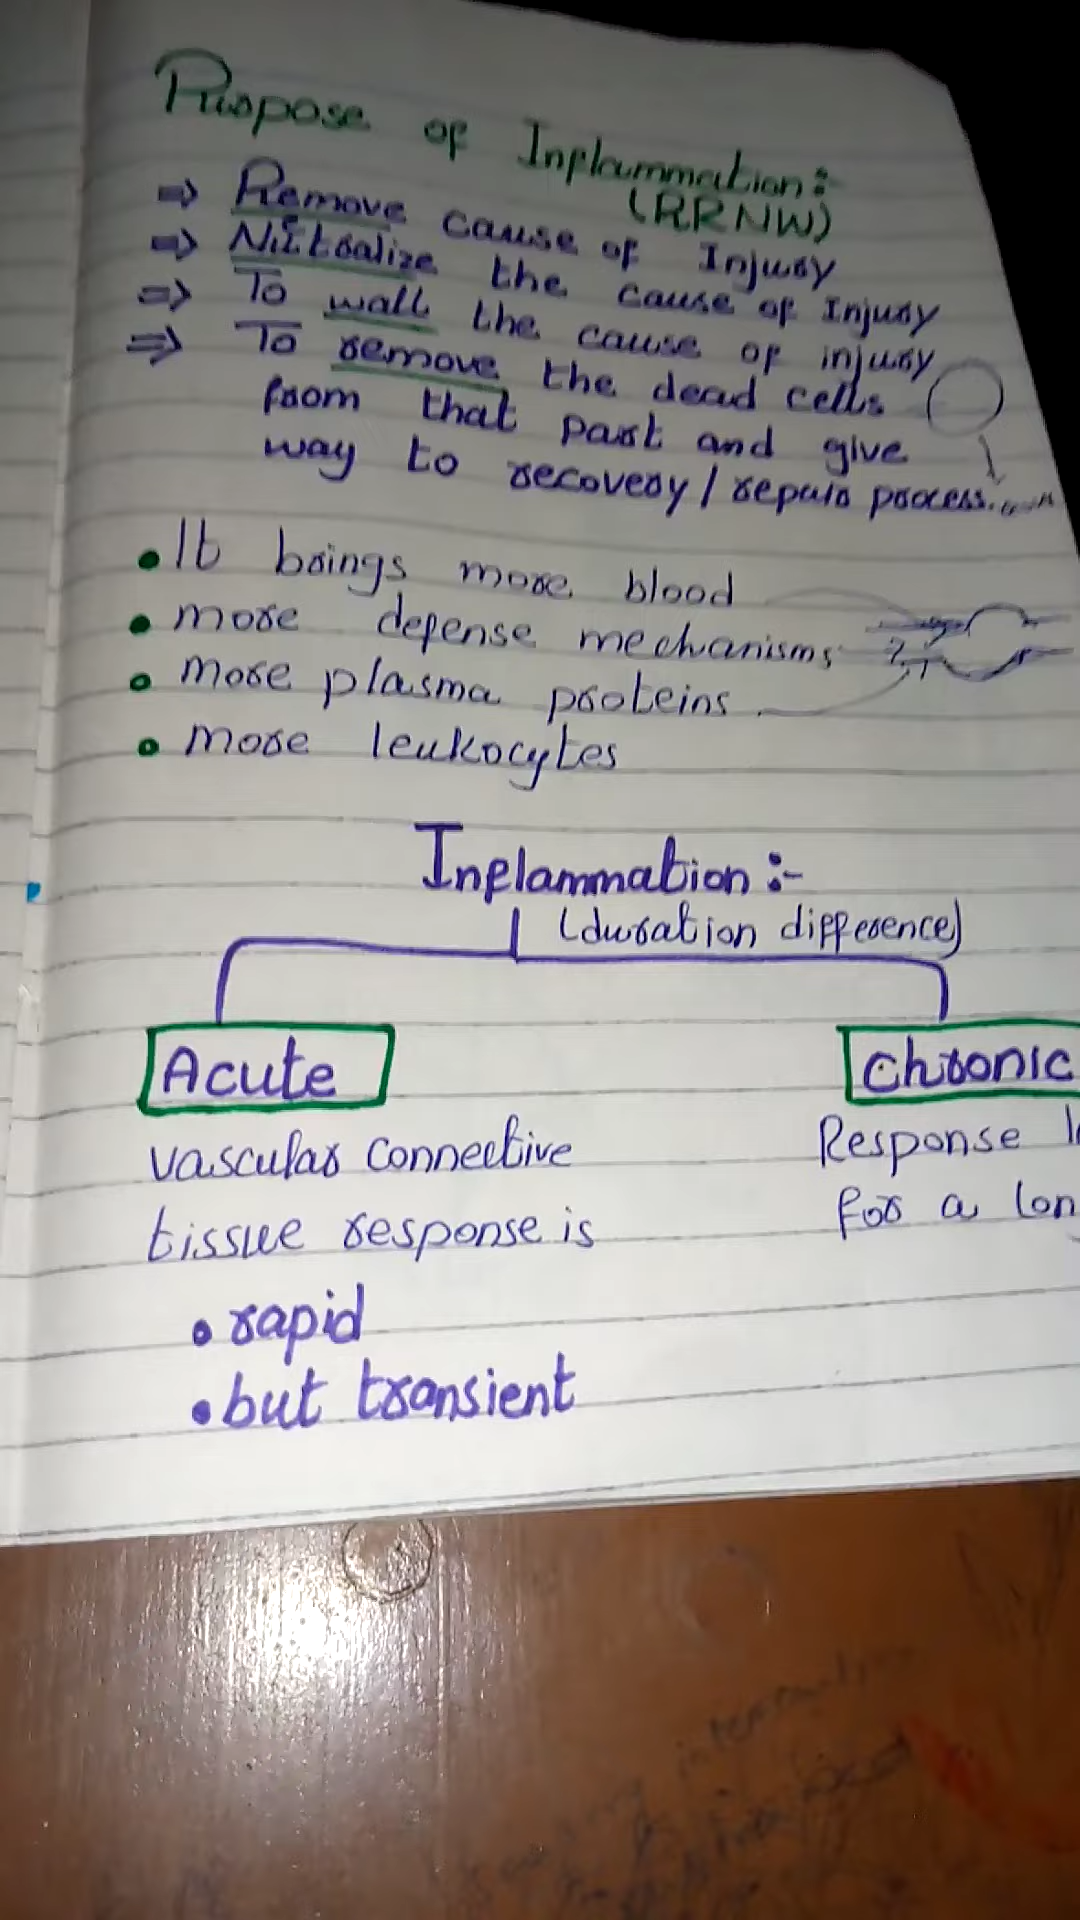 Purpose of Inflammation:-
(RRNW)
⇒ Remove cause of Injury
⇒ Nutralize the cause of Injury
⇒ To wall the cause of injury
⇒ To remove the dead cells
from that part and give
way to recovery/repair process.
• It brings more blood
• more defense mechanisms
• more plasma proteins
• more leukocytes
Inflammation :-
(duration difference)
Acute
Chronic
vascular connective
tissue response is
• rapid
• but transient
Response
for a lon